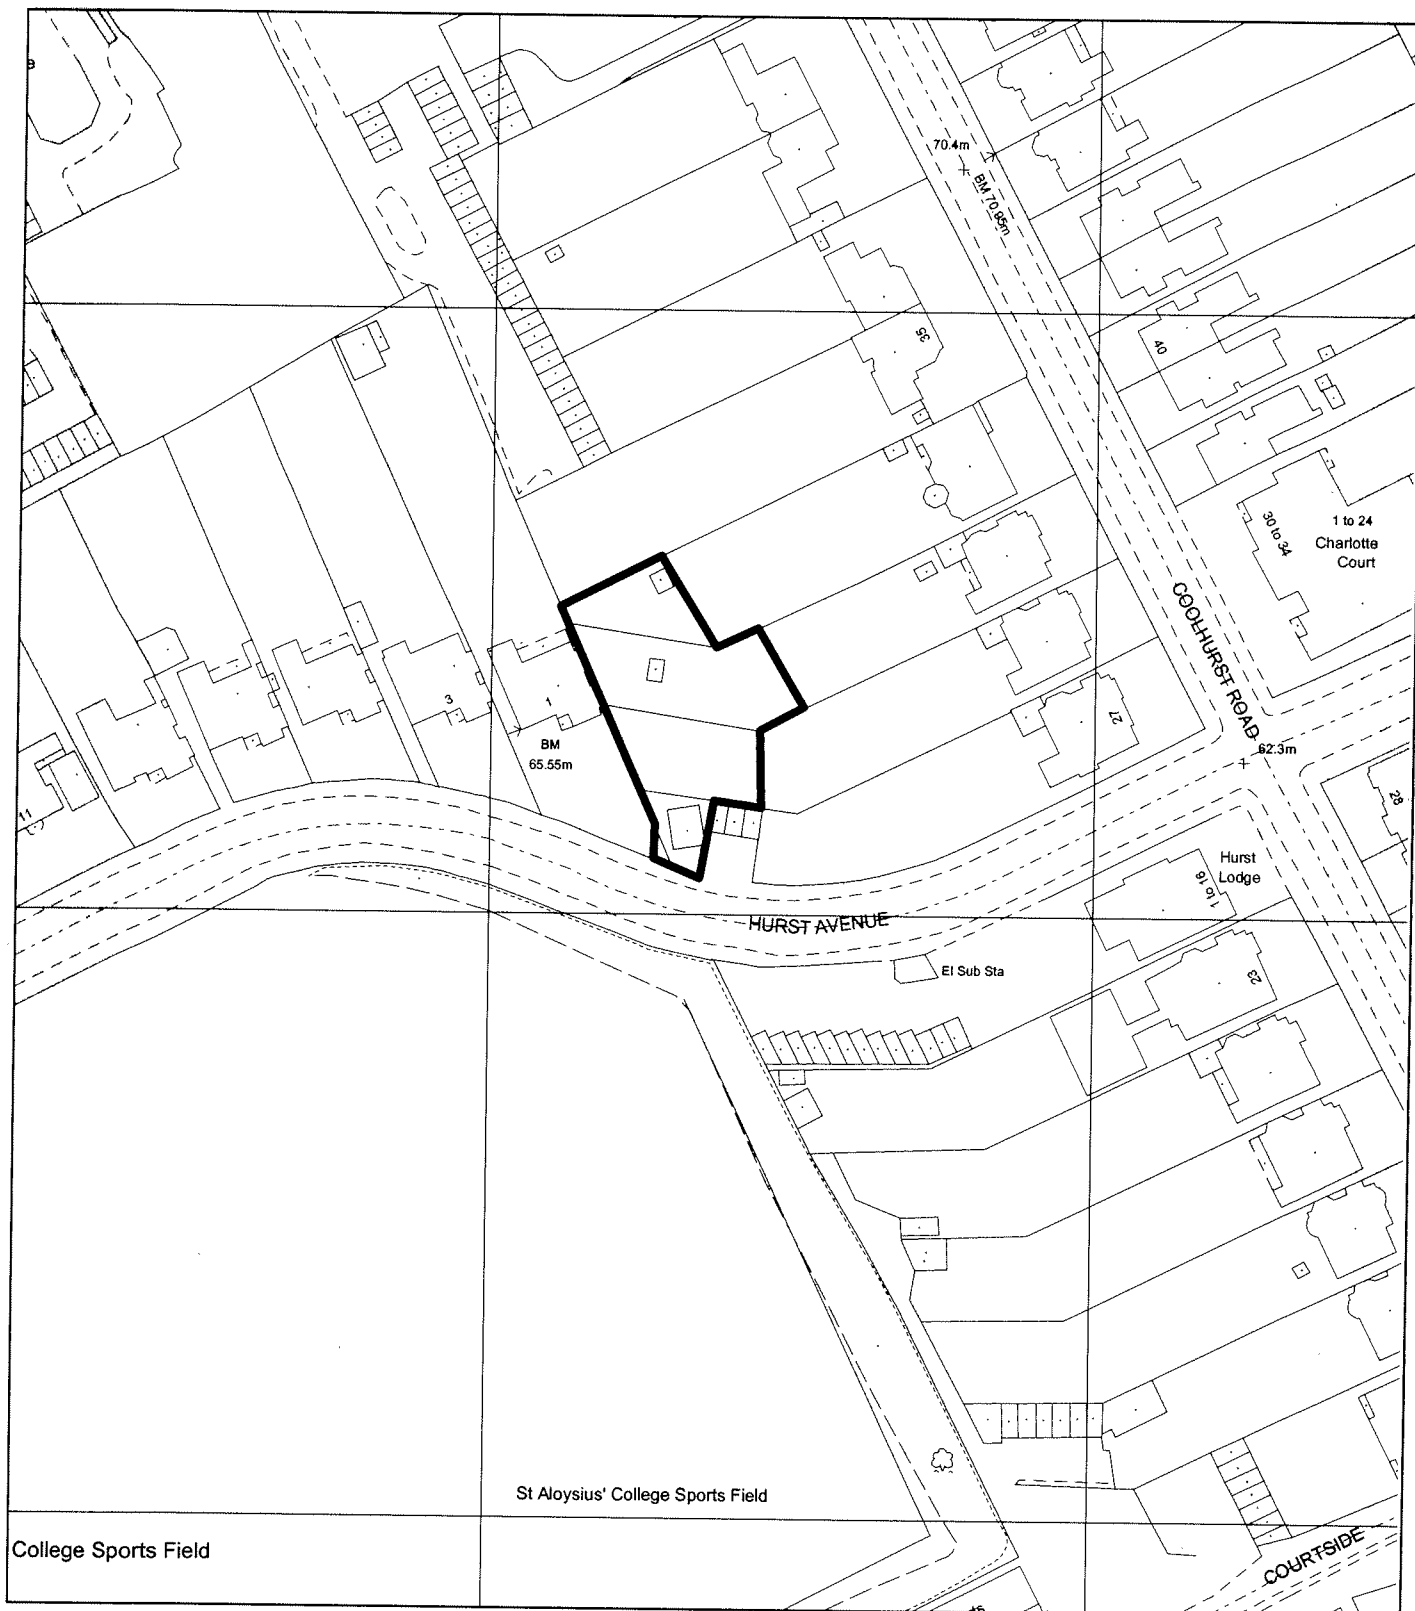 70.4m
BM 70.95m
35
40
30 to 34
1 to 24
Charlotte
Court
COOLHURST ROAD
3
1
BM
65.55m
27
62.3m
28
11
Hurst
Lodge
1 to 16
HURST AVENUE
El Sub Sta
23
St Aloysius' College Sports Field
College Sports Field
COURTSIDE